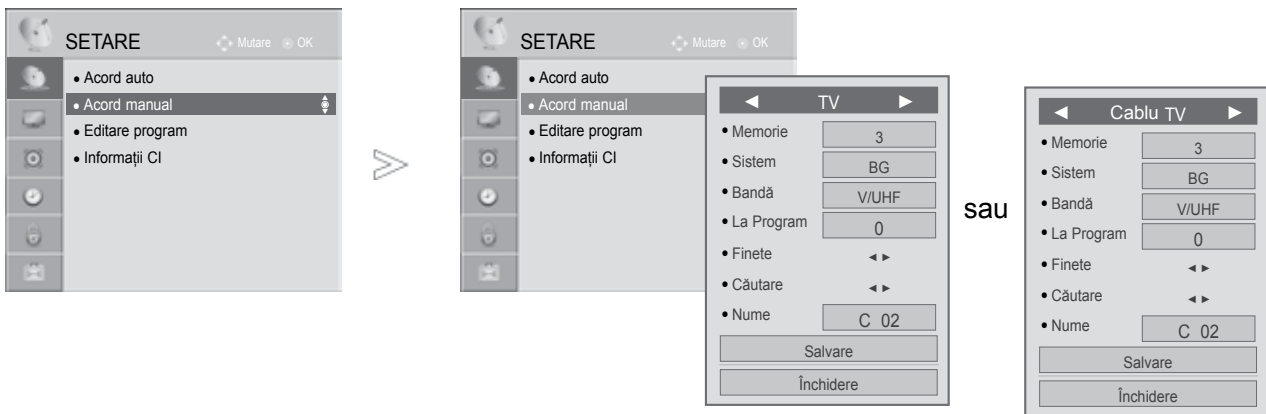 SETARE
Mutare OK
• Acord auto
• Acord manual
• Editare program
• Informații CI
SETARE
Mutare OK
• Acord auto
• Acord manual
• Editare program
• Informații CI
◄ TV ►
• Memorie 3
• Sistem BG
• Bandă V/UHF
• La Program 0
• Finete ◄ ►
• Căutare ◄ ►
• Nume C 02
Salvare
Închidere
sau
◄ Cablu TV ►
• Memorie 3
• Sistem BG
• Bandă V/UHF
• La Program 0
• Finete ◄ ►
• Căutare ◄ ►
• Nume C 02
Salvare
Închidere